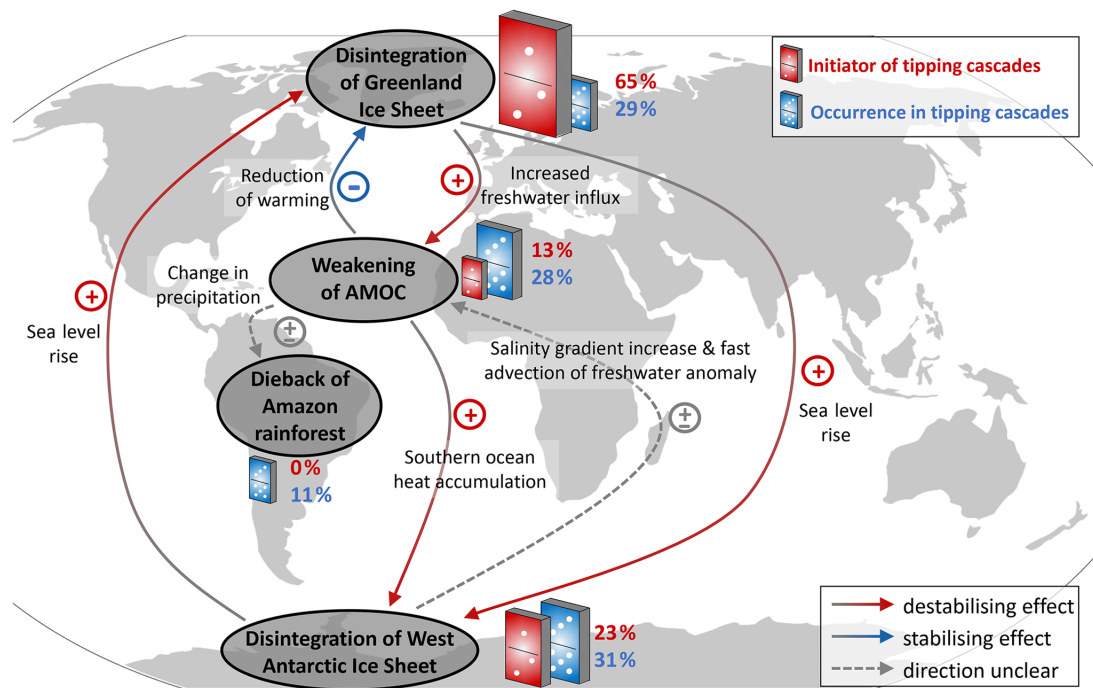 Disintegration
of Greenland
Ice Sheet
65%
29%
Initiator of tipping cascades
Occurrence in tipping cascades
Reduction
of warming
−
+
Increased
freshwater influx
Weakening
of AMOC
13%
28%
Change in
precipitation
±
+
Sea level
rise
Salinity gradient increase & fast
advection of freshwater anomaly
Dieback of
Amazon
rainforest
0%
11%
+
Southern ocean
heat accumulation
±
+
Sea level
rise
Disintegration of West
Antarctic Ice Sheet
23%
31%
destabilising effect
stabilising effect
direction unclear